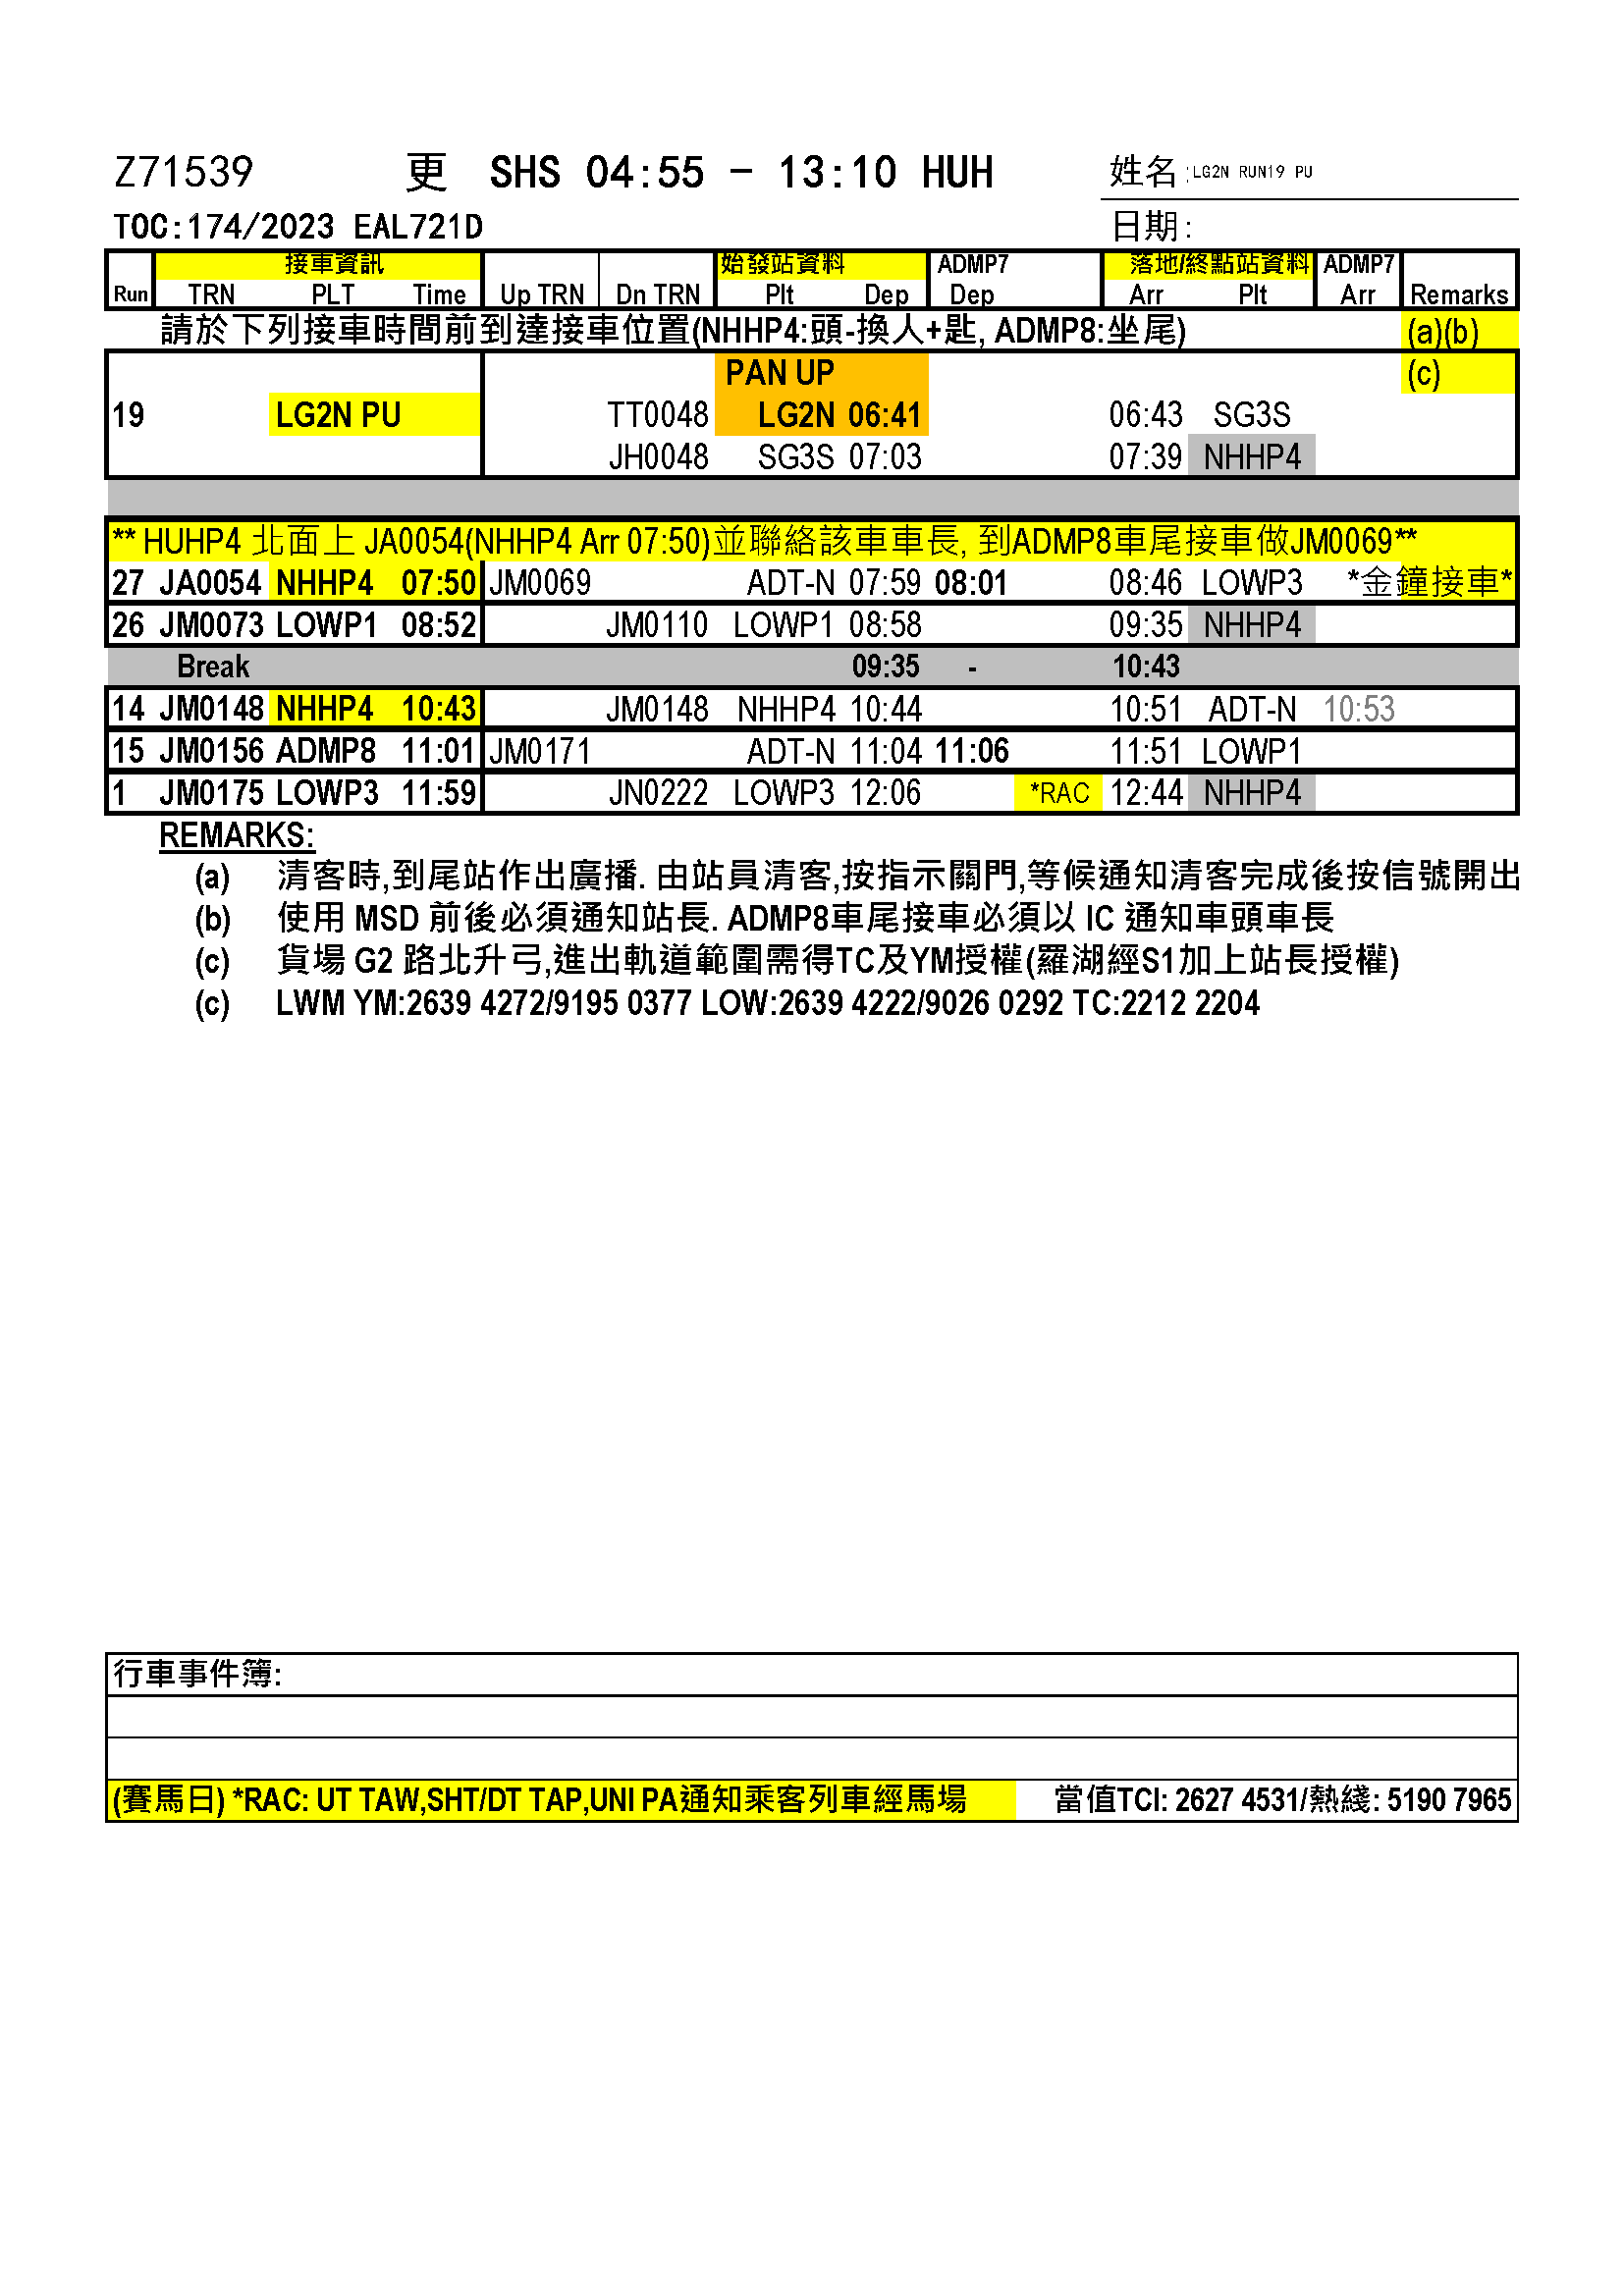 Z71539 更 SHS 04:55 - 13:10 HUH 姓名:LG2N RUN19 PU
TOC:174/2023 EAL721D 日期:
接車資訊 始發站資料 ADMP7 落地/終點站資料 ADMP7
Run TRN PLT Time Up TRN Dn TRN Plt Dep Dep Arr Plt Arr Remarks
請於下列接車時間前到達接車位置(NHHP4:頭-換人+匙, ADMP8:坐尾) (a)(b)
PAN UP (c)
19 LG2N PU TT0048 LG2N 06:41 06:43 SG3S
JH0048 SG3S 07:03 07:39 NHHP4
** HUHP4 北面上 JA0054(NHHP4 Arr 07:50)並聯絡該車車長, 到ADMP8車尾接車做JM0069**
27 JA0054 NHHP4 07:50 JM0069 ADT-N 07:59 08:01 08:46 LOWP3 *金鐘接車*
26 JM0073 LOWP1 08:52 JM0110 LOWP1 08:58 09:35 NHHP4
Break 09:35 - 10:43
14 JM0148 NHHP4 10:43 JM0148 NHHP4 10:44 10:51 ADT-N 10:53
15 JM0156 ADMP8 11:01 JM0171 ADT-N 11:04 11:06 11:51 LOWP1
1 JM0175 LOWP3 11:59 JN0222 LOWP3 12:06 *RAC 12:44 NHHP4
REMARKS:
(a) 清客時,到尾站作出廣播. 由站員清客,按指示關門,等候通知清客完成後按信號開出
(b) 使用 MSD 前後必須通知站長. ADMP8車尾接車必須以 IC 通知車頭車長
(c) 貨場 G2 路北升弓,進出軌道範圍需得TC及YM授權(羅湖經S1加上站長授權)
(c) LWM YM:2639 4272/9195 0377 LOW:2639 4222/9026 0292 TC:2212 2204
行車事件簿:
(賽馬日) *RAC: UT TAW,SHT/DT TAP,UNI PA通知乘客列車經馬場 當值TCI: 2627 4531/熱綫: 5190 7965